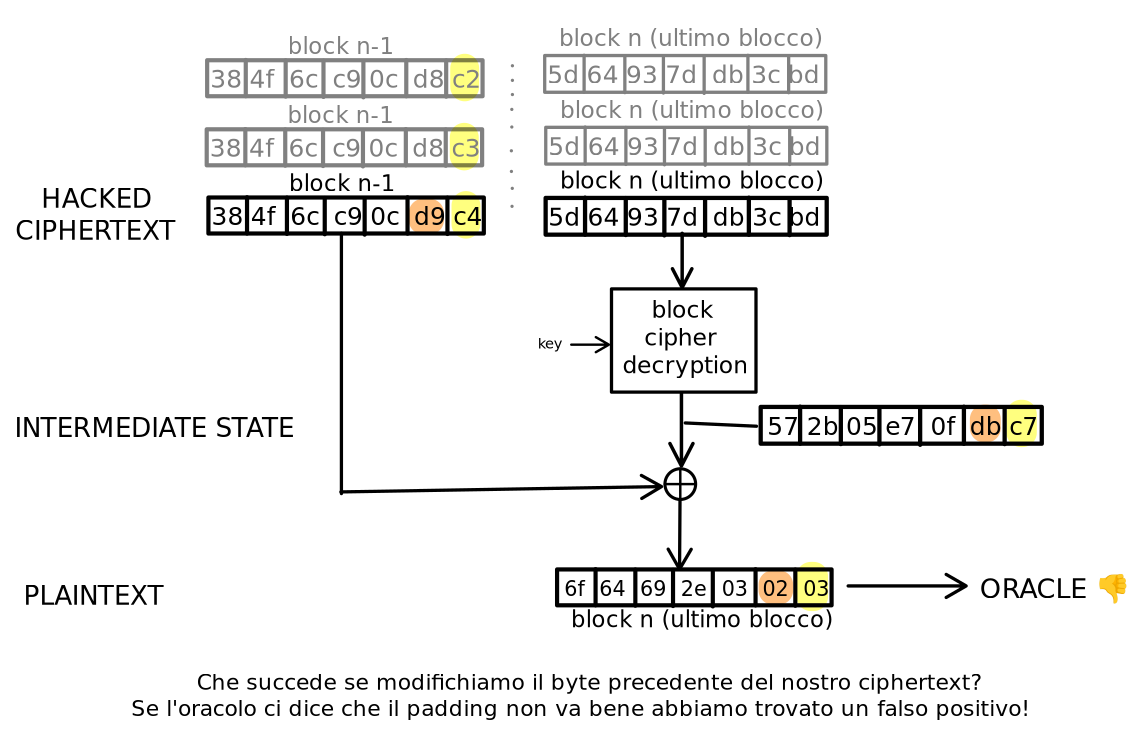 block n-1
block n (ultimo blocco)
38 4f 6c c9 0c d8 c2
5d 64 93 7d db 3c bd
block n-1
block n (ultimo blocco)
38 4f 6c c9 0c d8 c3
5d 64 93 7d db 3c bd
block n-1
block n (ultimo blocco)
HACKED
CIPHERTEXT
38 4f 6c c9 0c d9 c4
5d 64 93 7d db 3c bd
block
cipher
decryption
key
INTERMEDIATE STATE
57 2b 05 e7 0f db c7
PLAINTEXT
6f 64 69 2e 03 02 03
ORACLE 👎
block n (ultimo blocco)
Che succede se modifichiamo il byte precedente del nostro ciphertext?
Se l'oracolo ci dice che il padding non va bene abbiamo trovato un falso positivo!